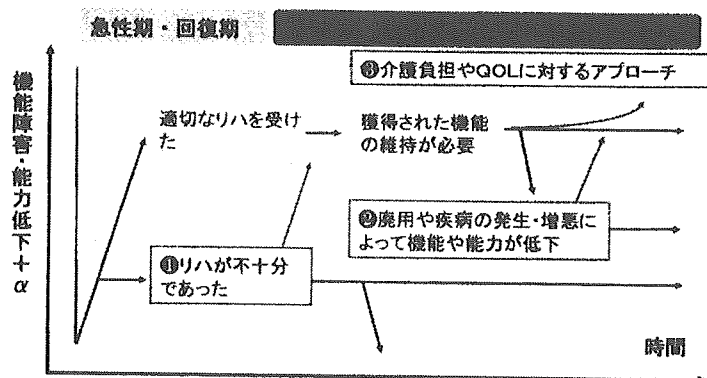 急性期・回復期
❸介護負担やQOLに対するアプローチ
機能障害・能力低下+α
適切なリハを受け
た
獲得された機能
の維持が必要
❷廃用や疾病の発生・増悪に
よって機能や能力が低下
❶リハが不十分
であった
時間